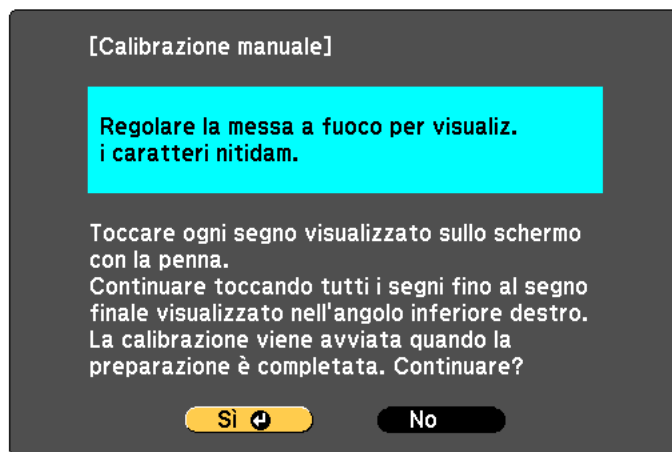 [Calibrazione manuale]
Regolare la messa a fuoco per visualiz.
i caratteri nitidam.
Toccare ogni segno visualizzato sullo schermo
con la penna.
Continuare toccando tutti i segni fino al segno
finale visualizzato nell'angolo inferiore destro.
La calibrazione viene avviata quando la
preparazione è completata. Continuare?
Sì No